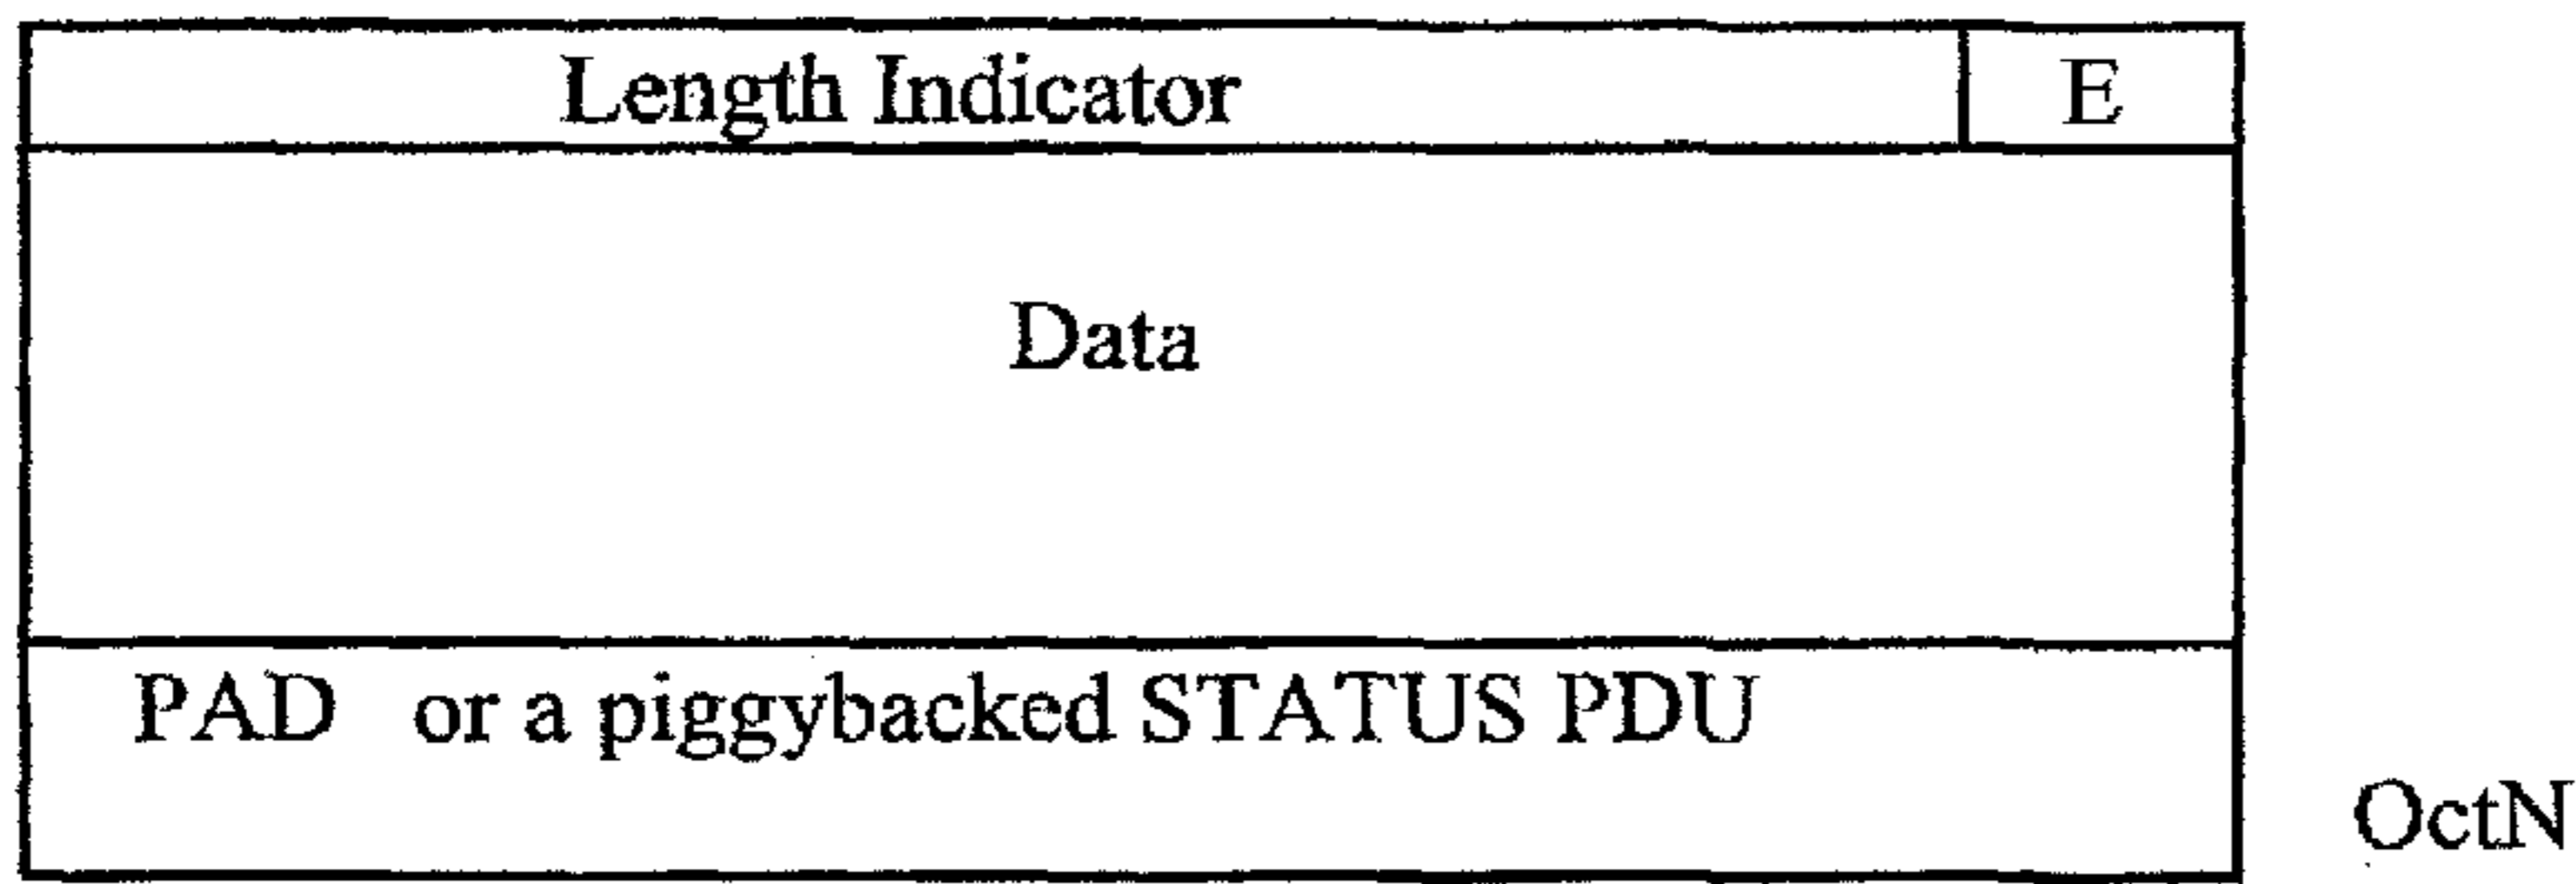 Length Indicator E
Data
PAD or a piggybacked STATUS PDU
OctN